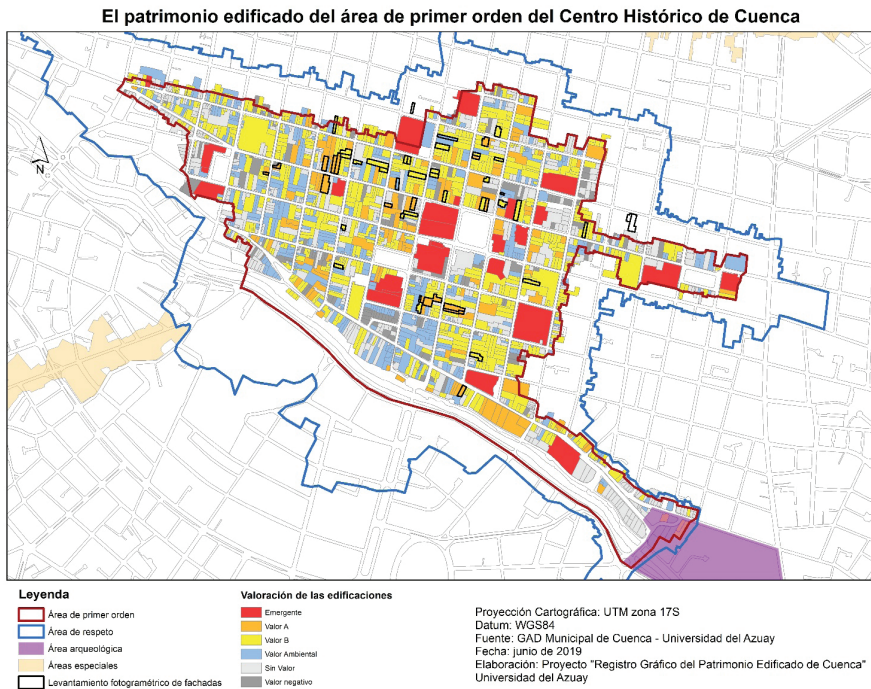 El patrimonio edificado del área de primer orden del Centro Histórico de Cuenca
N
Leyenda
Área de primer orden
Área de respeto
Área arqueológica
Áreas especiales
Levantamiento fotogramétrico de fachadas
Valoración de las edificaciones
Emergente
Valor A
Valor B
Valor Ambiental
Sin Valor
Valor negativo
Proyección Cartográfica: UTM zona 17S
Datum: WGS84
Fuente: GAD Municipal de Cuenca - Universidad del Azuay
Fecha: junio de 2019
Elaboración: Proyecto "Registro Gráfico del Patrimonio Edificado de Cuenca"
Universidad del Azuay